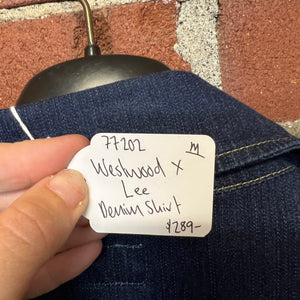 77202
M
Westwood x
Lee
Denim Shirt
$289-